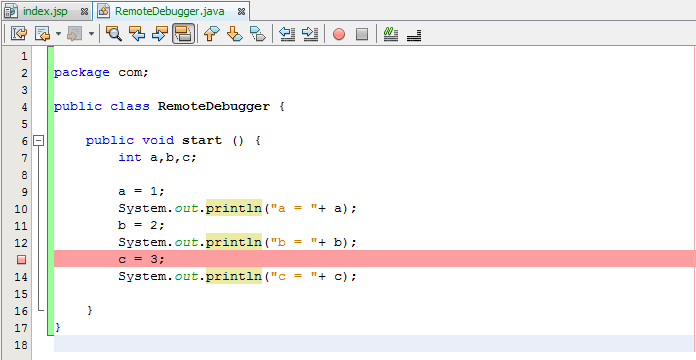 index.jsp RemoteDebugger.java
1
2 package com;
3
4 public class RemoteDebugger {
5
6 public void start () {
7 int a,b,c;
8
9 a = 1;
10 System.out.println("a = "+ a);
11 b = 2;
12 System.out.println("b = "+ b);
c = 3;
14 System.out.println("c = "+ c);
15
16 }
17 }
18